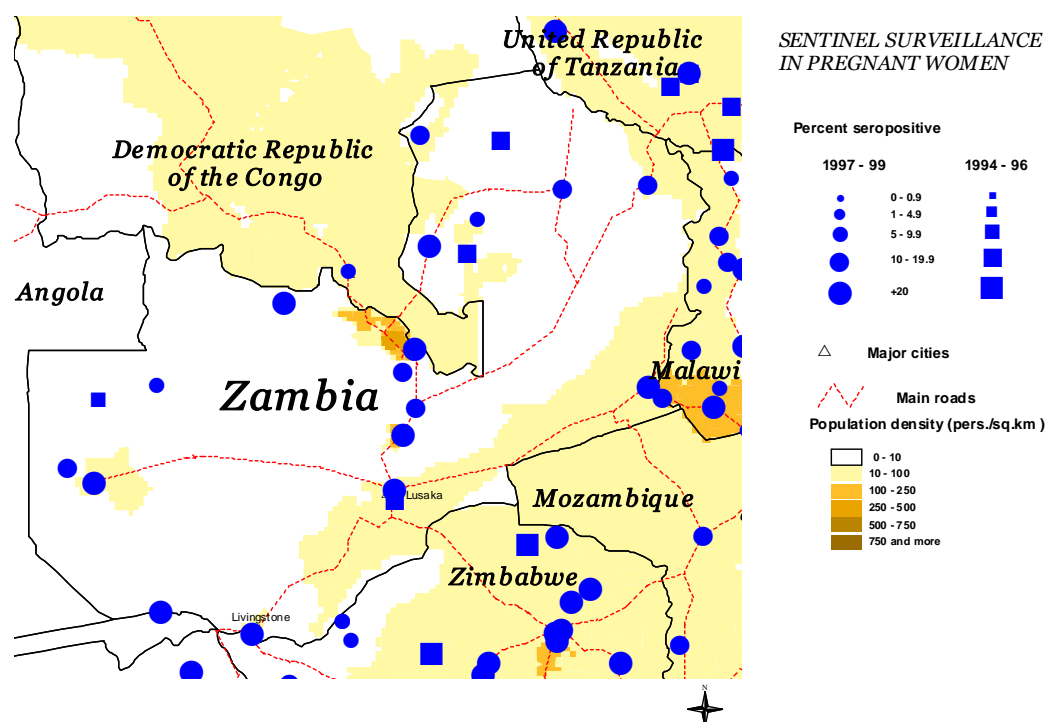 United Republic
of Tanzania
Democratic Republic
of the Congo
Angola
Zambia
Malawi
Lusaka
Mozambique
Zimbabwe
Livingstone
SENTINEL SURVEILLANCE
IN PREGNANT WOMEN
Percent seropositive
1997 - 99 1994 - 96
0 - 0.9
1 - 4.9
5 - 9.9
10 - 19.9
+20
Major cities
Main roads
Population density (pers./sq.km )
0 - 10
10 - 100
100 - 250
250 - 500
500 - 750
750 and more
N